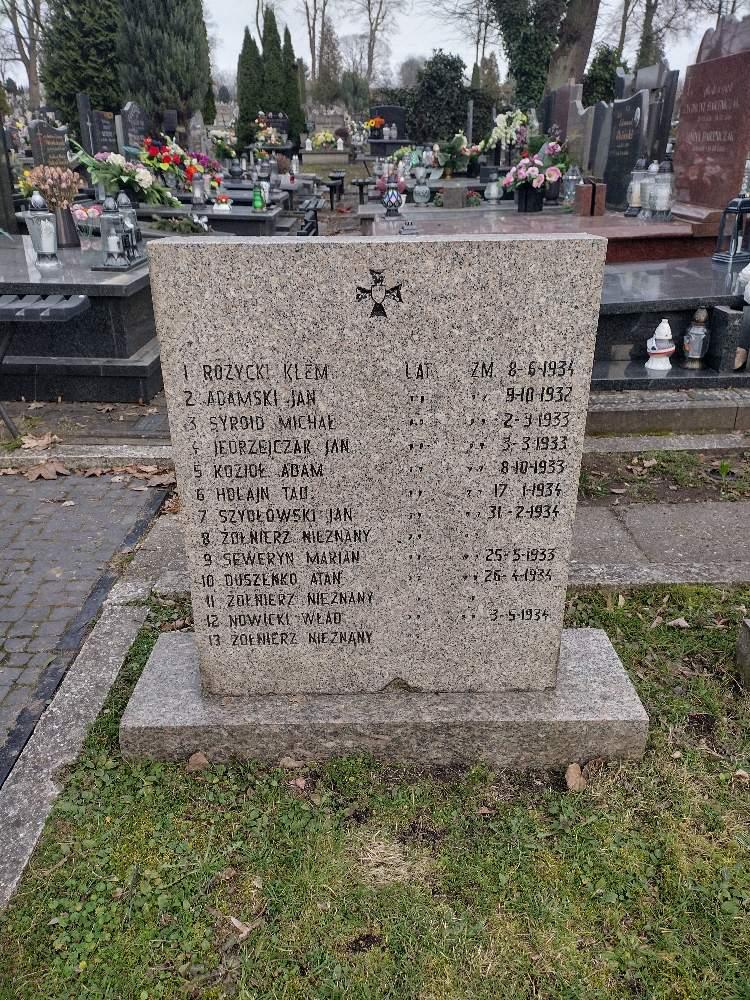 1 ROŻYCKI KLEM LAT ZM 8-6-1934
2 ADAMSKI JAN " " 9-10 1932
3 SYROID MICHAŁ " " 2-3 1933
4 JEDRZEJCZAK JAN " " 3-3 1933
5 KOZIOŁ ADAM " " 8-10-1933
6 HOLAJN TAD. " " 17 1-1934
7 SZYDŁOWSKI JAN " " 31-2-1934
8 ŻOŁNIERZ NIEZNANY " "
9 SEWERYN MARIAN " " 25-5-1933
10 DUSZENKO ATAN " " 26-4-1934
11 ŻOŁNIERZ NIEZNANY " "
12 NOWICKI WŁAD " " 3-5-1934
13 ŻOŁNIERZ NIEZNANY